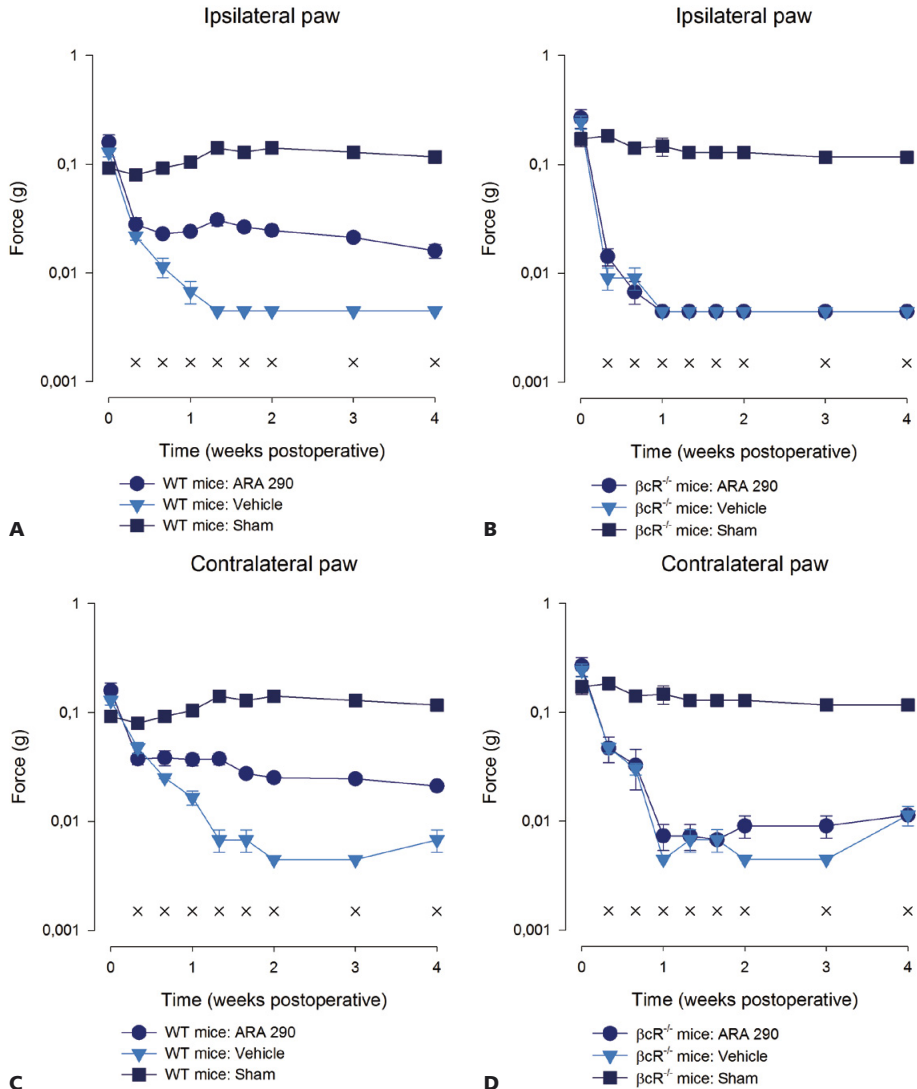 Ipsilateral paw
1
0,1
0,01
0,001
Force (g)
× × × × × × × ×
0 1 2 3 4
Time (weeks postoperative)
WT mice: ARA 290
WT mice: Vehicle
WT mice: Sham
A
Ipsilateral paw
1
0,1
0,01
0,001
Force (g)
× × × × × × × ×
0 1 2 3 4
Time (weeks postoperative)
βcR-/- mice: ARA 290
βcR-/- mice: Vehicle
βcR-/- mice: Sham
B
Contralateral paw
1
0,1
0,01
0,001
Force (g)
× × × × × × × ×
0 1 2 3 4
Time (weeks postoperative)
WT mice: ARA 290
WT mice: Vehicle
WT mice: Sham
C
Contralateral paw
1
0,1
0,01
0,001
Force (g)
× × × × × × × ×
0 1 2 3 4
Time (weeks postoperative)
βcR-/- mice: ARA 290
βcR-/- mice: Vehicle
βcR-/- mice: Sham
D